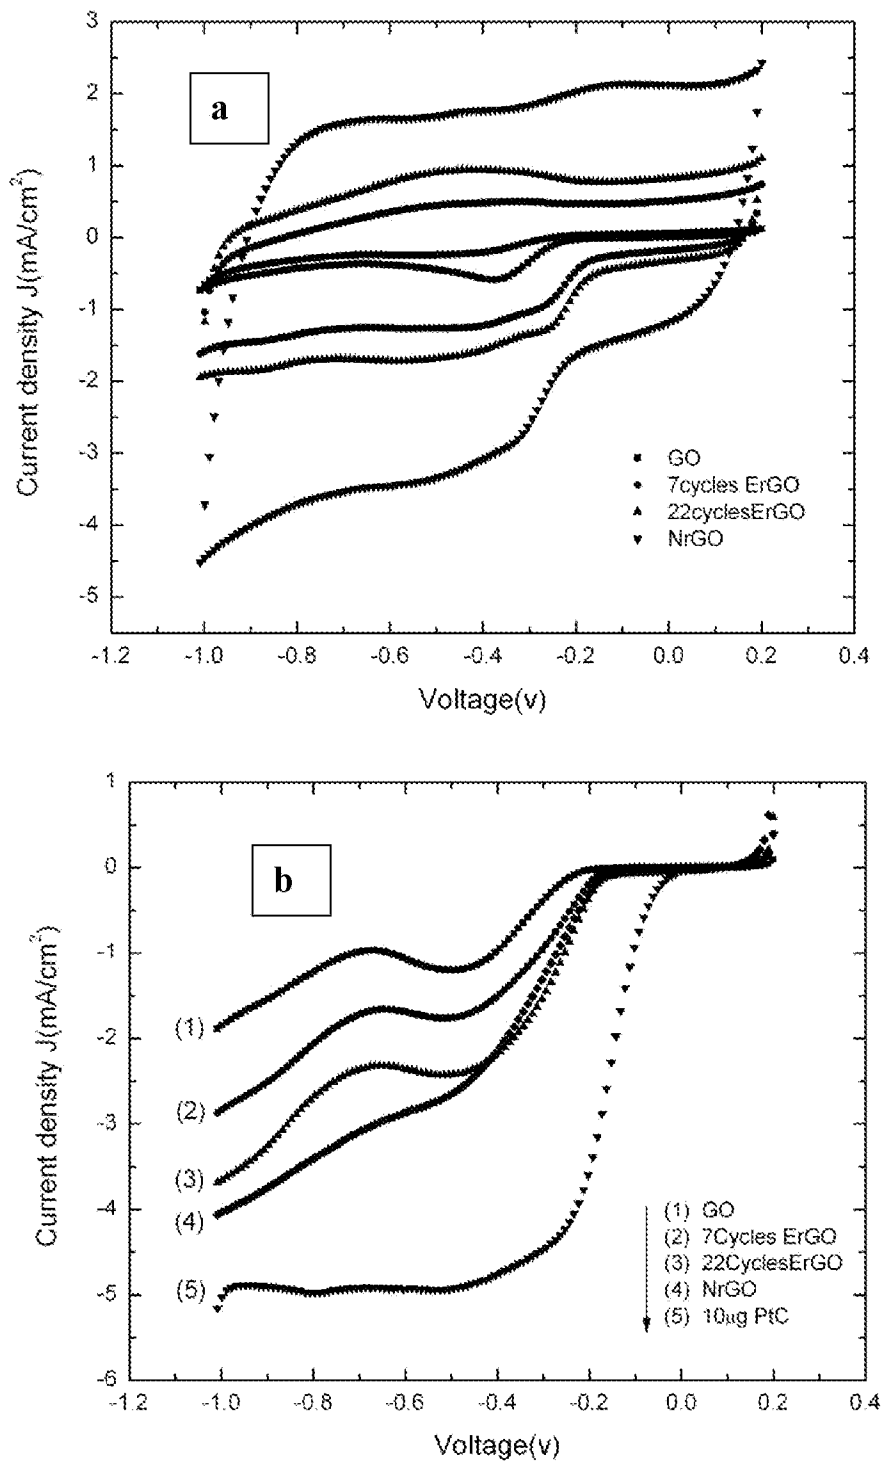 3
2
1
0
-1
-2
-3
-4
-5
Current density J(mA/cm²)
a
GO
7cycles ErGO
22cyclesErGO
NrGO
-1.2 -1.0 -0.8 -0.6 -0.4 -0.2 0.0 0.2 0.4
Voltage(v)
1
0
-1
-2
-3
-4
-5
-6
Current density J(mA/cm²)
b
(1)
(2)
(3)
(4)
(5)
(1) GO
(2) 7Cycles ErGO
(3) 22CyclesErGO
(4) NrGO
(5) 10µg PtC
-1.2 -1.0 -0.8 -0.6 -0.4 -0.2 0.0 0.2 0.4
Voltage(v)